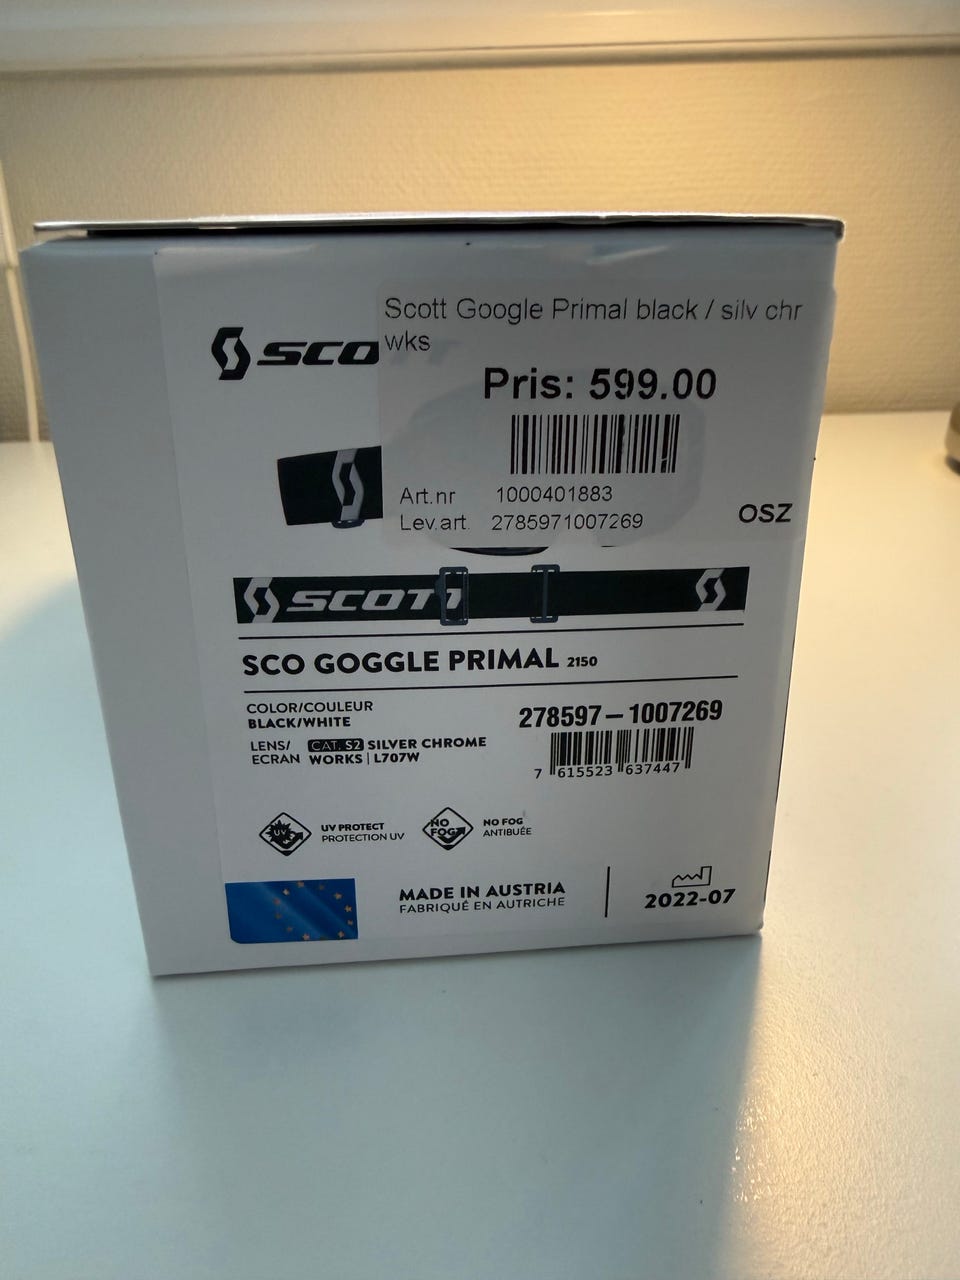 Scott Google Primal black / silv chr
wks
SCO
Pris: 599.00
Art.nr 1000401883
Lev.art. 2785971007269
OSZ
SCOTT
SCO GOGGLE PRIMAL 2150
COLOR/COULEUR
BLACK/WHITE
278597-1007269
LENS/ CAT. S2 SILVER CHROME
ECRAN WORKS | L707W
7 615523 637447
UV
UV PROTECT
PROTECTION UV
NO
FOG
NO FOG
ANTIBUÉE
MADE IN AUSTRIA
FABRIQUÉ EN AUTRICHE
2022-07